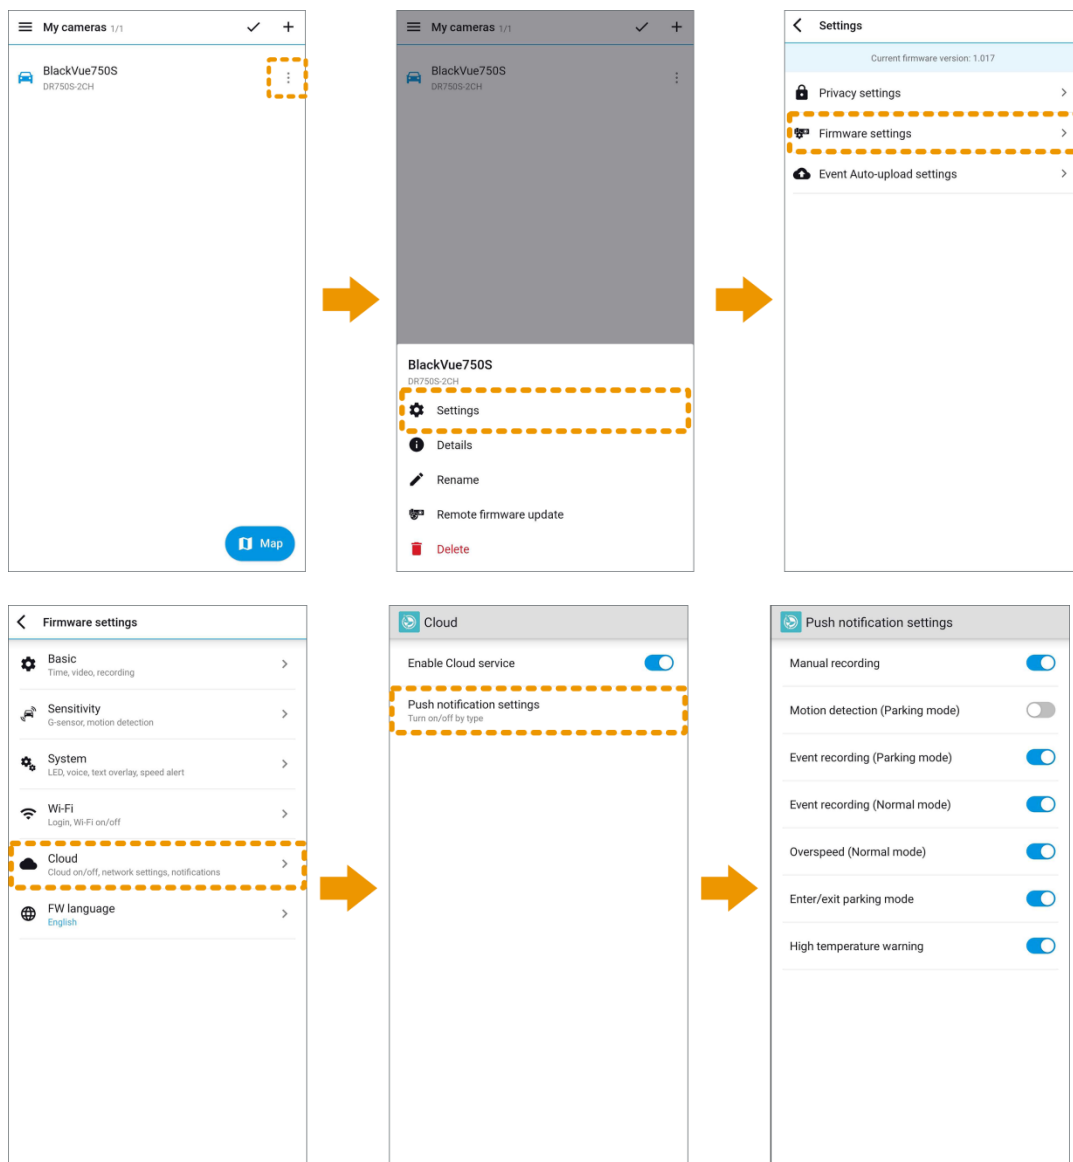 My cameras 1/1
BlackVue750S
DR750S-2CH
Map
My cameras 1/1
BlackVue750S
DR750S-2CH
BlackVue750S
DR750S-2CH
Settings
Details
Rename
Remote firmware update
Delete
Settings
Current firmware version: 1.017
Privacy settings
Firmware settings
Event Auto-upload settings
Firmware settings
Basic
Time, video, recording
Sensitivity
G-sensor, motion detection
System
LED, voice, text overlay, speed alert
Wi-Fi
Login, Wi-Fi on/off
Cloud
Cloud on/off, network settings, notifications
FW language
English
Cloud
Enable Cloud service
Push notification settings
Turn on/off by type
Push notification settings
Manual recording
Motion detection (Parking mode)
Event recording (Parking mode)
Event recording (Normal mode)
Overspeed (Normal mode)
Enter/exit parking mode
High temperature warning